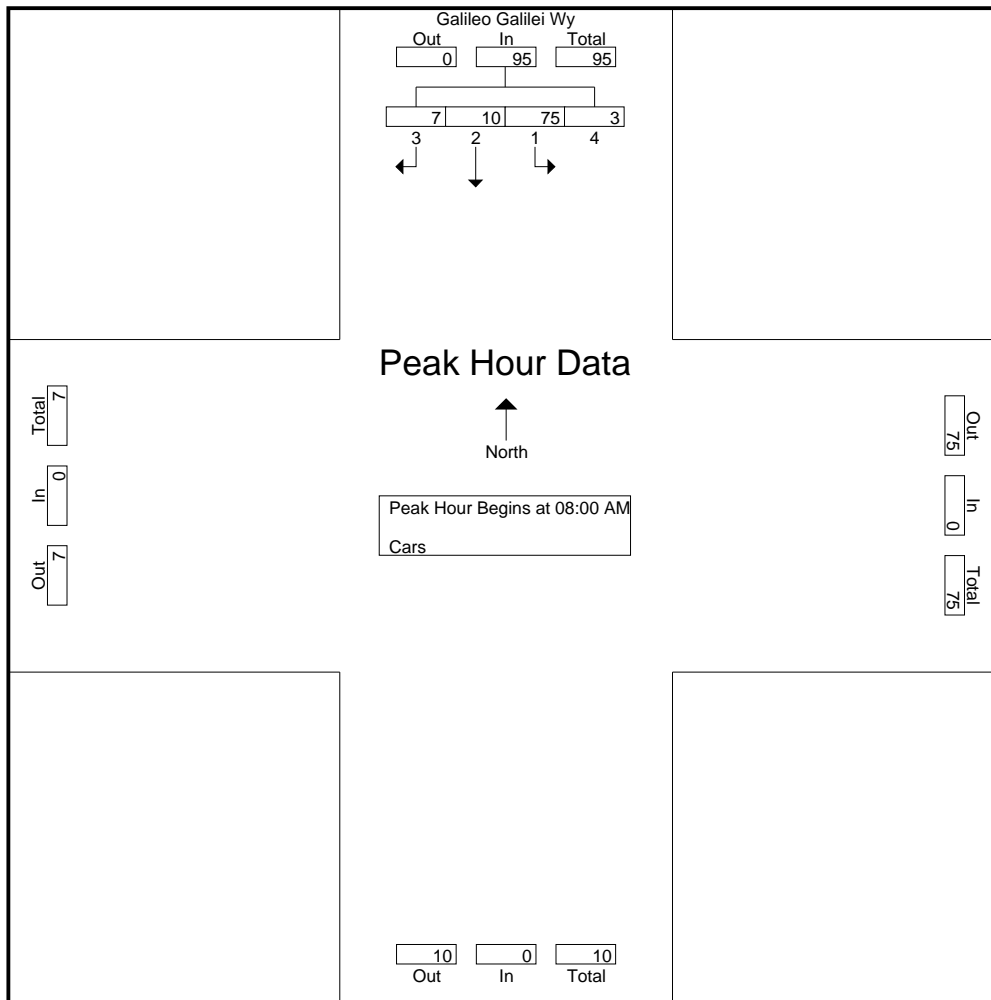 Galileo Galilei Wy
Out In Total
0 95 95
7 10 75 3
3 2 1 4
Peak Hour Data
North
Peak Hour Begins at 08:00 AM
Cars
Total 7
In 0
Out 7
Out 75
In 0
Total 75
10 0 10
Out In Total